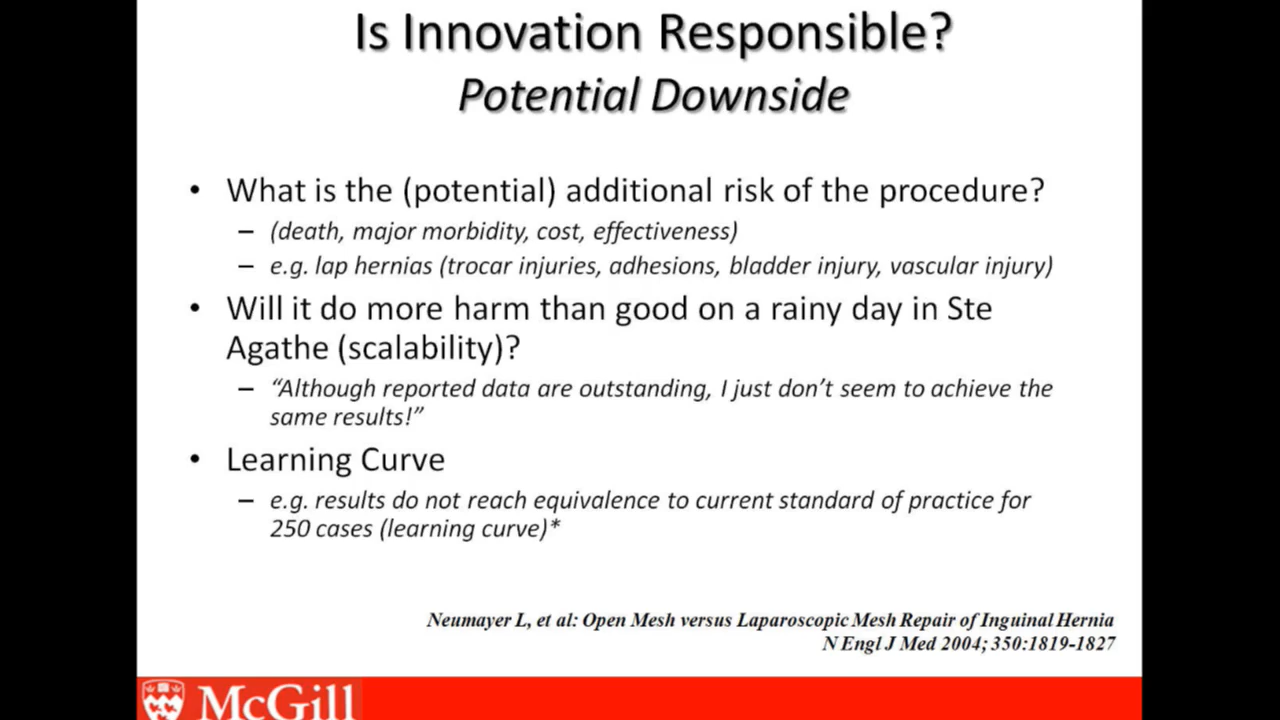 Is Innovation Responsible?
Potential Downside
• What is the (potential) additional risk of the procedure?
– (death, major morbidity, cost, effectiveness)
– e.g. lap hernias (trocar injuries, adhesions, bladder injury, vascular injury)
• Will it do more harm than good on a rainy day in Ste
Agathe (scalability)?
– “Although reported data are outstanding, I just don’t seem to achieve the
same results!”
• Learning Curve
– e.g. results do not reach equivalence to current standard of practice for
250 cases (learning curve)*
Neumayer L, et al: Open Mesh versus Laparoscopic Mesh Repair of Inguinal Hernia
N Engl J Med 2004; 350:1819-1827
McGill